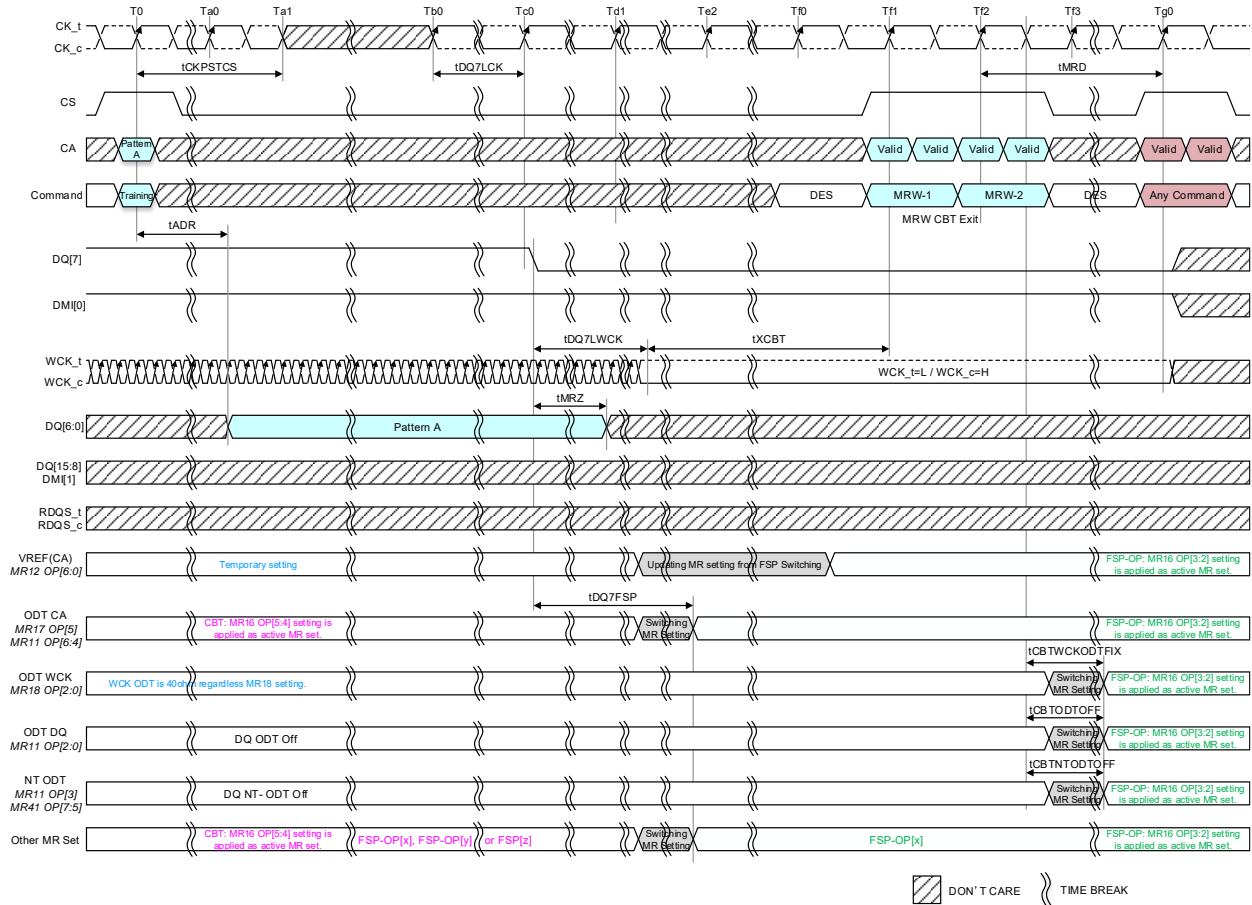 T0 Ta0 Ta1 Tb0 Tc0 Td1 Te2 Tf0 Tf1 Tf2 Tf3 Tg0
CK_t
CK_c
tCKPSTCS tDQ7LCK tMRD
CS
CA Pattern A Valid Valid Valid Valid Valid Valid
Command Training DES MRW-1 MRW-2 DES Any Command
MRW CBT Exit
tADR
DQ[7]
DMI[0]
tDQ7LWCK tXCBT
WCK_t
WCK_c
WCK_t=L / WCK_c=H
tMRZ
DQ[6:0] Pattern A
DQ[15:8]
DMI[1]
RDQS_t
RDQS_c
VREF(CA)
MR12 OP[6:0]
Temporary setting
Updating MR setting from FSP Switching
FSP-OP: MR16 OP[3:2] setting
is applied as active MR set.
tDQ7FSP
ODT CA
MR17 OP[5]
MR11 OP[6:4]
CBT: MR16 OP[5:4] setting is
applied as active MR set.
Switching
MR Setting
FSP-OP: MR16 OP[3:2] setting
is applied as active MR set.
tCBTWCKODTFIX
ODT WCK
MR18 OP[2:0]
WCK ODT is 40ohm regardless MR18 setting.
Switching
MR Setting
FSP-OP: MR16 OP[3:2] setting
is applied as active MR set.
tCBTODTOFF
ODT DQ
MR11 OP[2:0]
DQ ODT Off
Switching
MR Setting
FSP-OP: MR16 OP[3:2] setting
is applied as active MR set.
tCBTNTODTOFF
NT ODT
MR11 OP[3]
MR41 OP[7:5]
DQ NT- ODT Off
Switching
MR Setting
FSP-OP: MR16 OP[3:2] setting
is applied as active MR set.
Other MR Set
CBT: MR16 OP[5:4] setting is
applied as active MR set.
FSP-OP[x], FSP-OP[y] or FSP[z]
Switching
MR Setting
FSP-OP[x]
FSP-OP: MR16 OP[3:2] setting
is applied as active MR set.
DON'T CARE TIME BREAK